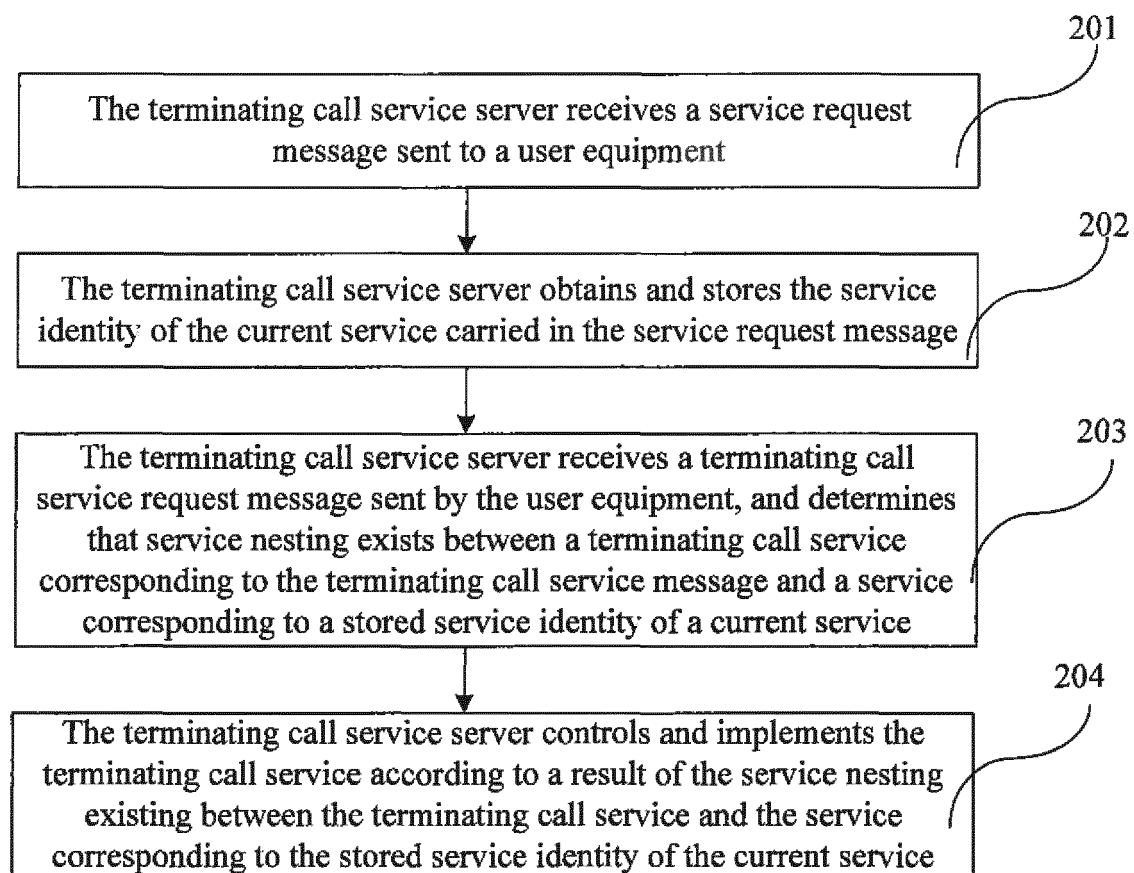 201
The terminating call service server receives a service request
message sent to a user equipment
202
The terminating call service server obtains and stores the service
identity of the current service carried in the service request message
203
The terminating call service server receives a terminating call
service request message sent by the user equipment, and determines
that service nesting exists between a terminating call service
corresponding to the terminating call service message and a service
corresponding to a stored service identity of a current service
204
The terminating call service server controls and implements the
terminating call service according to a result of the service nesting
existing between the terminating call service and the service
corresponding to the stored service identity of the current service